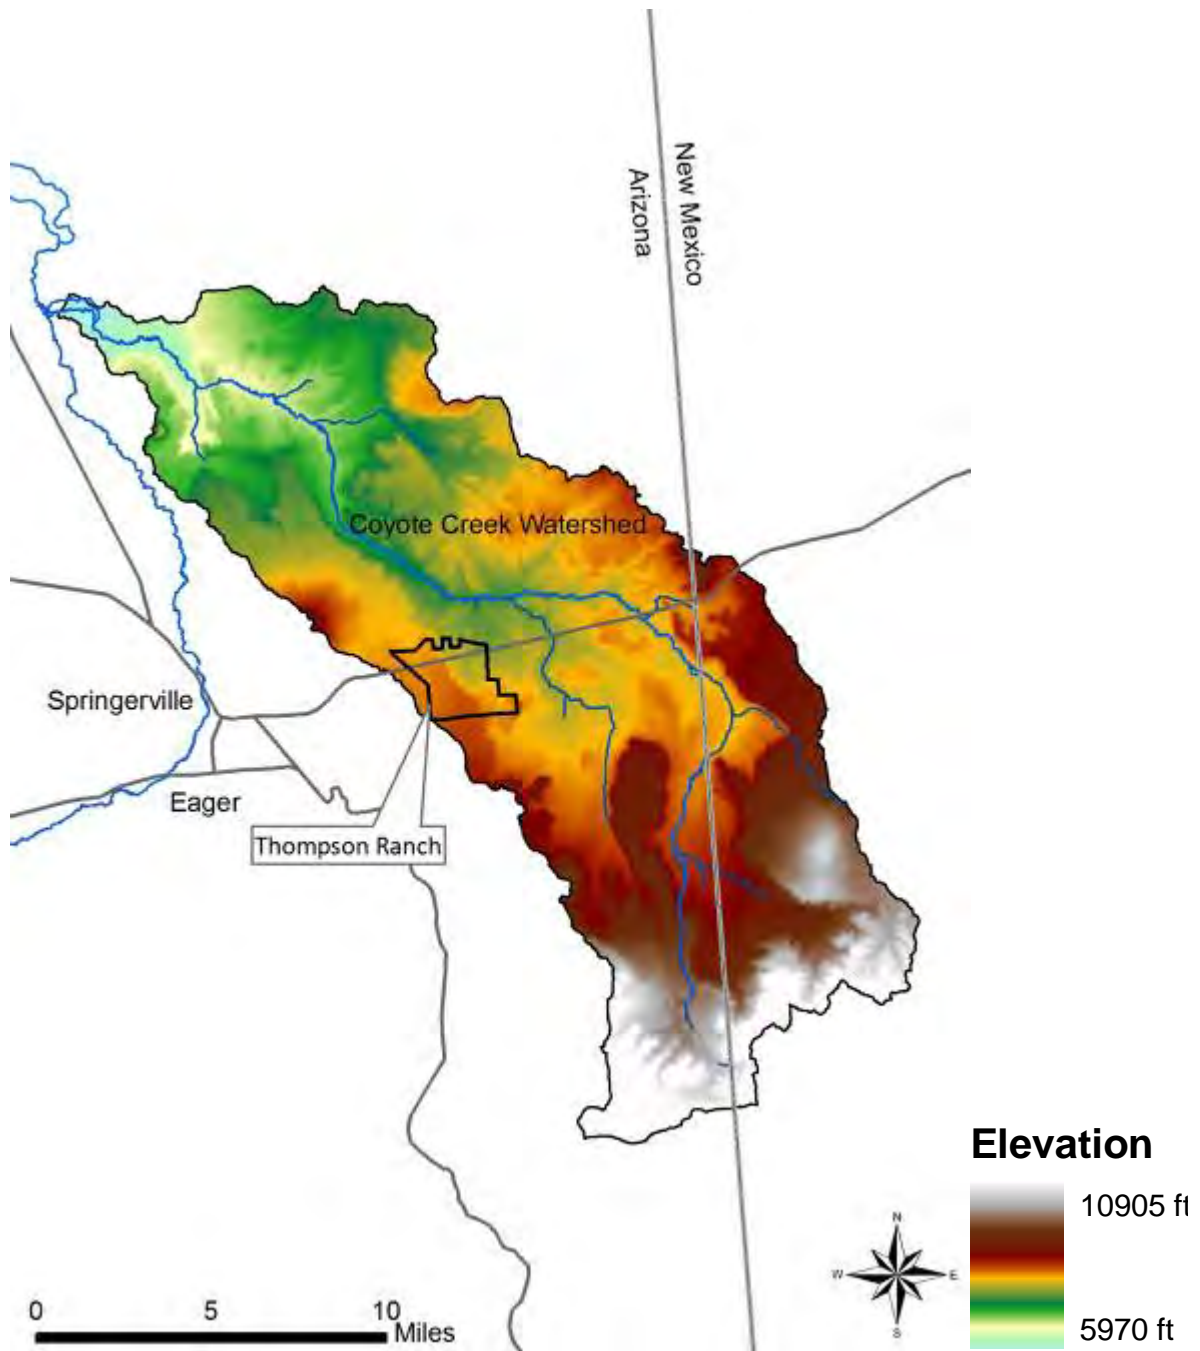 New Mexico
Arizona
Coyote Creek Watershed
Springerville
Eager
Thompson Ranch
Elevation
10905 ft
5970 ft
N
W E
S
0 5 10
Miles